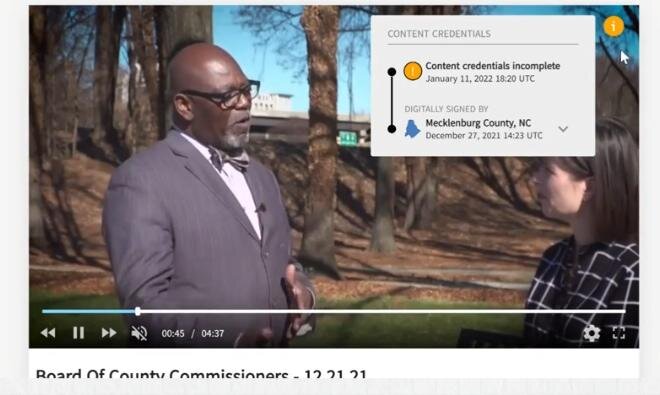 CONTENT CREDENTIALS
Content credentials incomplete
January 11, 2022 18:20 UTC
DIGITALLY SIGNED BY
Mecklenburg County, NC
December 27, 2021 14:23 UTC
00:45 / 04:37
Board Of County Commissioners - 12.21.21